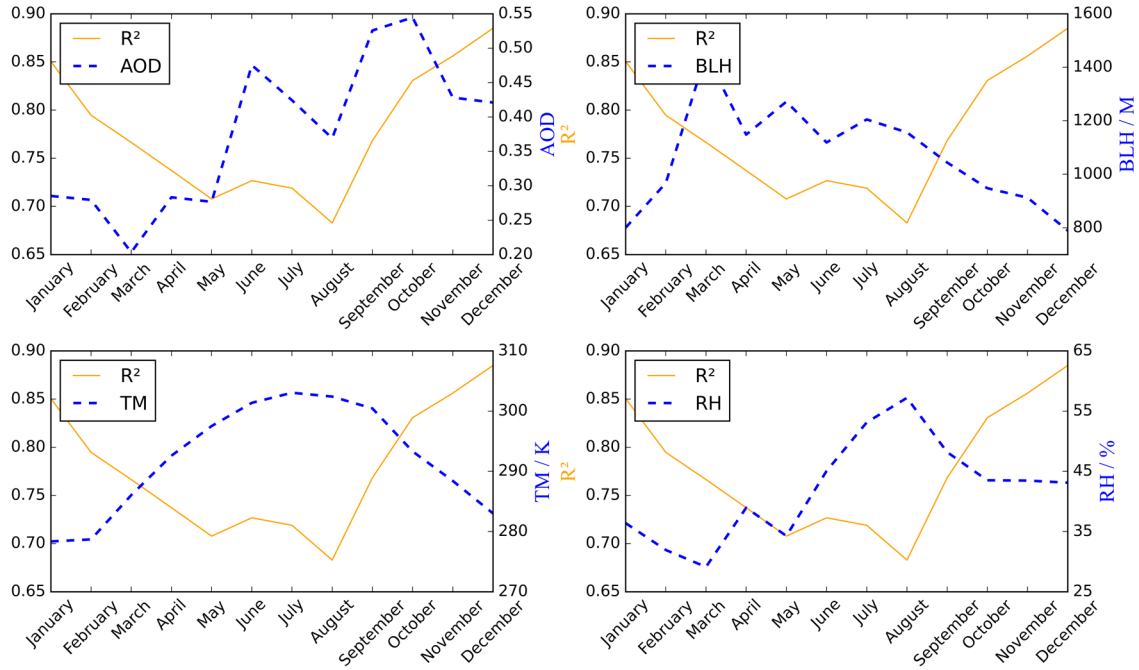 0.90
0.85
0.80
0.75
0.70
0.65
R²
AOD
0.55
0.50
0.45
0.40
0.35
0.30
0.25
0.20
AOD
R²
January
February
March
April
May
June
July
August
September
October
November
December
0.90
0.85
0.80
0.75
0.70
0.65
R²
BLH
1600
1400
1200
1000
800
BLH / M
January
February
March
April
May
June
July
August
September
October
November
December
0.90
0.85
0.80
0.75
0.70
0.65
R²
TM
310
300
290
280
270
TM / K
R²
January
February
March
April
May
June
July
August
September
October
November
December
0.90
0.85
0.80
0.75
0.70
0.65
R²
RH
65
55
45
35
25
RH / %
January
February
March
April
May
June
July
August
September
October
November
December